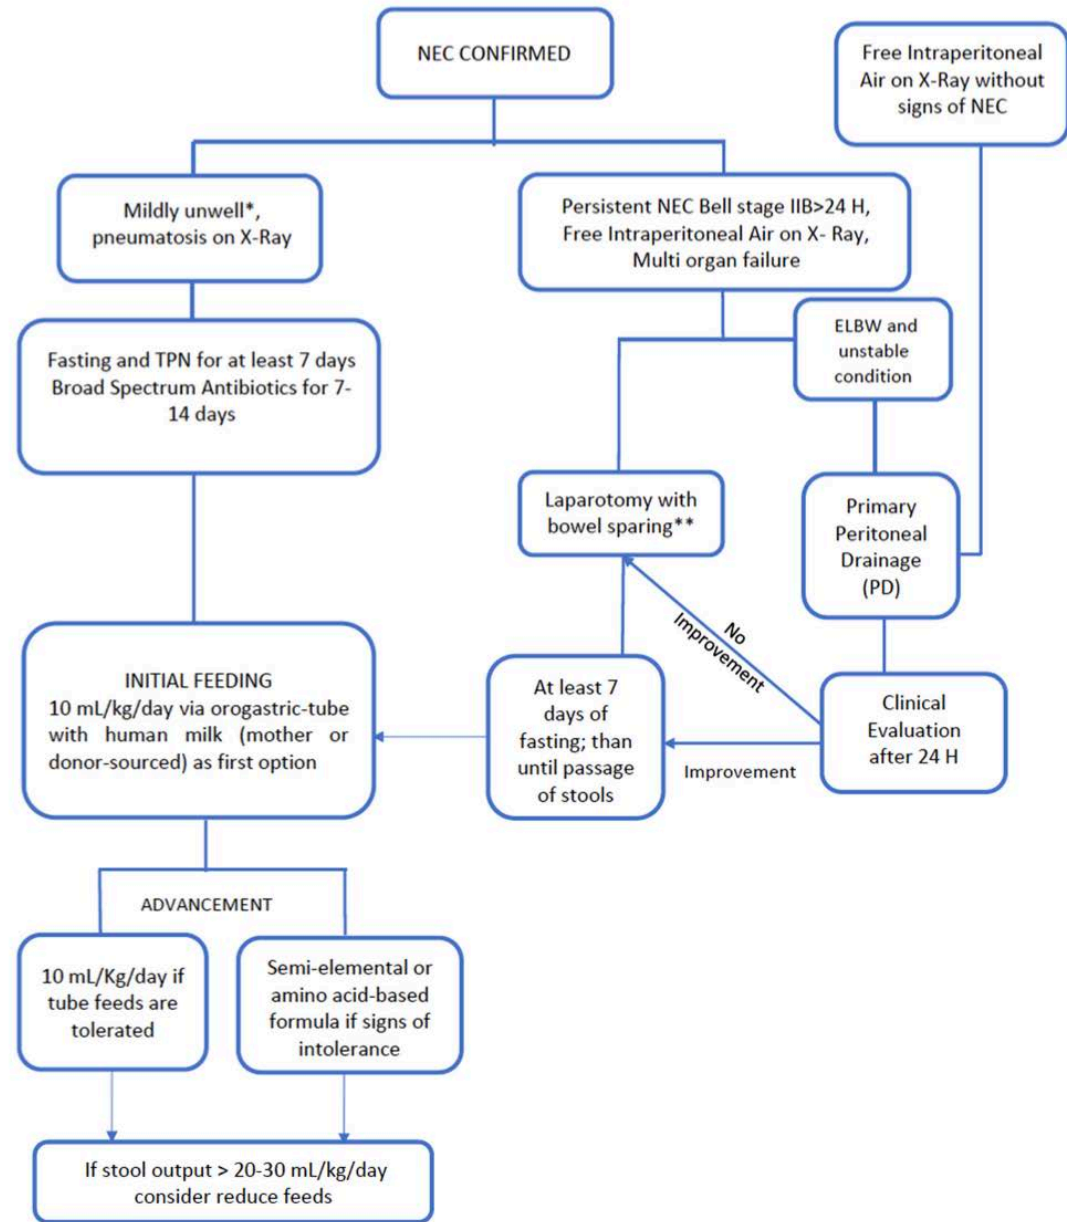 NEC CONFIRMED
Free Intraperitoneal
Air on X-Ray without
signs of NEC
Mildly unwell*,
pneumatosis on X-Ray
Persistent NEC Bell stage IIB>24 H,
Free Intraperitoneal Air on X- Ray,
Multi organ failure
ELBW and
unstable
condition
Fasting and TPN for at least 7 days
Broad Spectrum Antibiotics for 7-
14 days
Laparotomy with
bowel sparing**
Primary
Peritoneal
Drainage
(PD)
No
Improvement
INITIAL FEEDING
10 mL/kg/day via orogastric-tube
with human milk (mother or
donor-sourced) as first option
At least 7
days of
fasting; than
until passage
of stools
Improvement
Clinical
Evaluation
after 24 H
ADVANCEMENT
10 mL/Kg/day if
tube feeds are
tolerated
Semi-elemental or
amino acid-based
formula if signs of
intolerance
If stool output > 20-30 mL/kg/day
consider reduce feeds